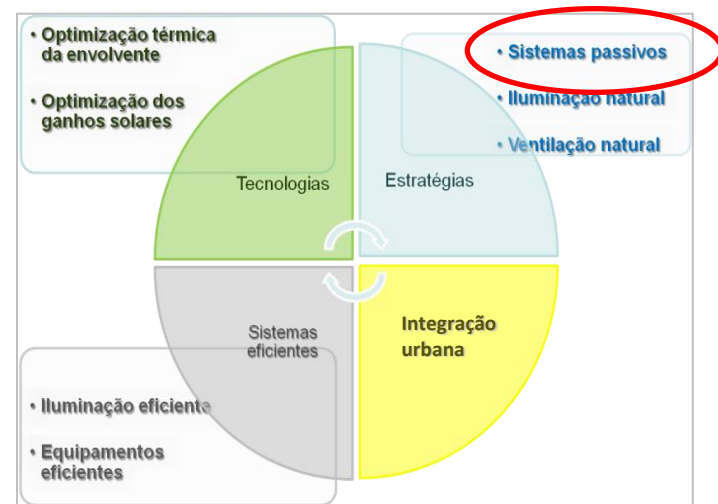 • Optimização térmica
da envolvente
• Optimização dos
ganhos solares
• Sistemas passivos
• Iluminação natural
• Ventilação natural
Tecnologias
Estratégias
Sistemas
eficientes
Integração
urbana
• Iluminação eficiente
• Equipamentos
eficientes